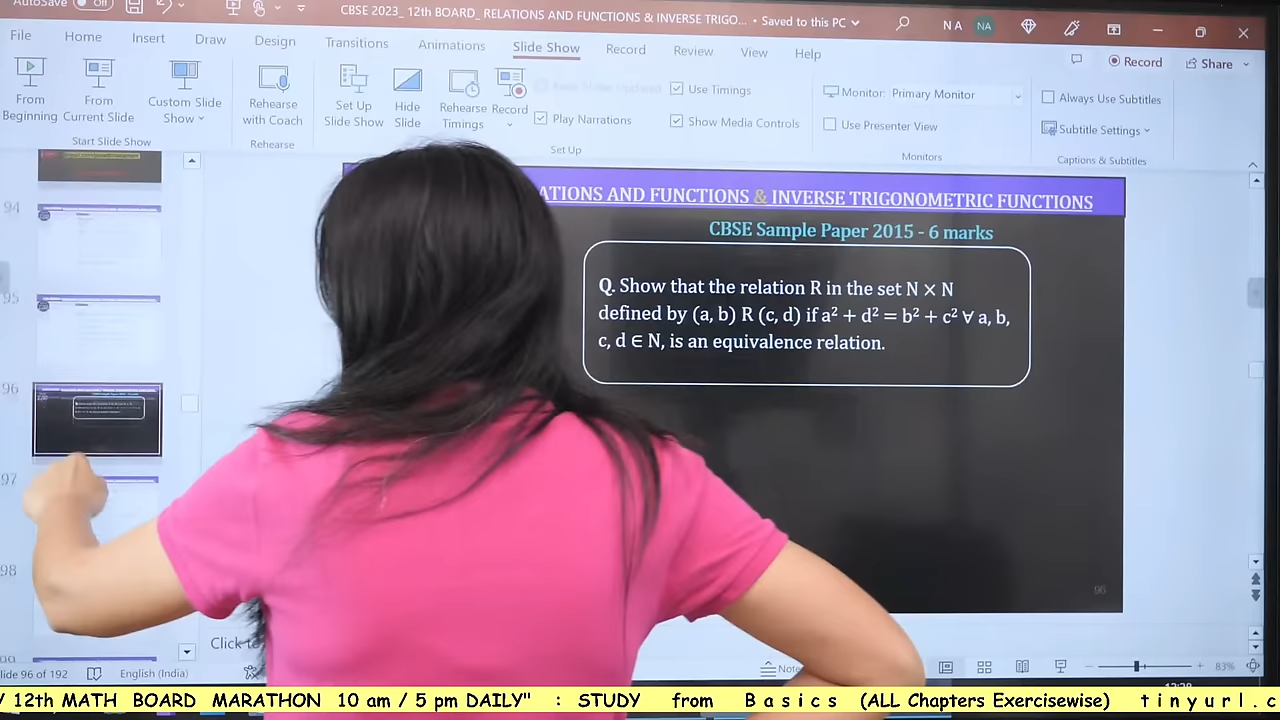 AutoSave Off
CBSE 2023_ 12th BOARD_ RELATIONS AND FUNCTIONS & INVERSE TRIGO... • Saved to this PC
N A NA
File Home Insert Draw Design Transitions Animations Slide Show Record Review View Help
Record Share
From Beginning
From Current Slide
Custom Slide Show
Rehearse with Coach
Set Up Slide Show
Hide Slide
Rehearse Timings
Record
Play Narrations
Use Timings
Show Media Controls
Monitor: Primary Monitor
Use Presenter View
Always Use Subtitles
Subtitle Settings
Start Slide Show Rehearse Set Up Monitors Captions & Subtitles
94
95
96
97
98
ATIONS AND FUNCTIONS & INVERSE TRIGONOMETRIC FUNCTIONS
CBSE Sample Paper 2015 - 6 marks
Q. Show that the relation R in the set N × N
defined by (a, b) R (c, d) if a² + d² = b² + c² ∀ a, b,
c, d ∈ N, is an equivalence relation.
96
Click to
lide 96 of 192 English (India) Note 83%
12th MATH BOARD MARATHON 10 am / 5 pm DAILY" : STUDY from Basics (ALL Chapters Exercisewise) tinyurl.c